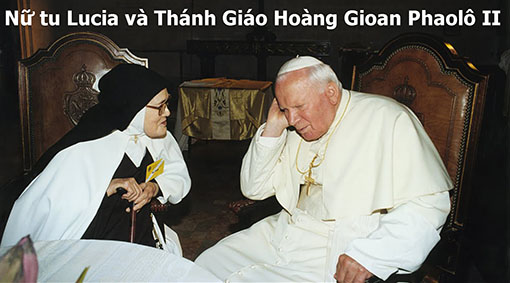 Nữ tu Lucia và Thánh Giáo Hoàng Gioan Phaolô II